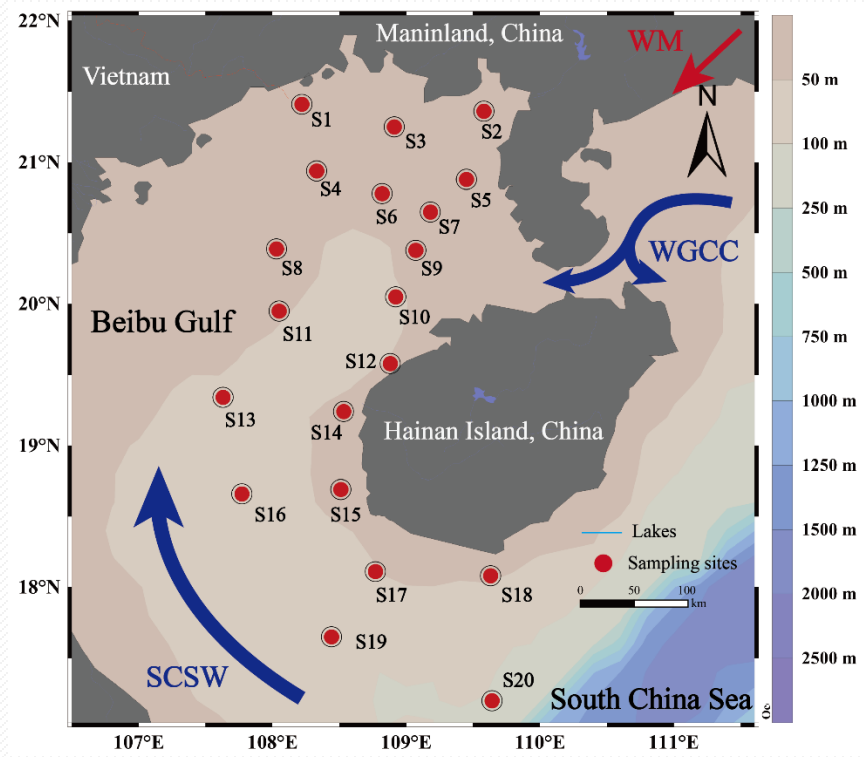 22°N
21°N
20°N
19°N
18°N
107°E
108°E
109°E
110°E
111°E
Maninland, China
Vietnam
WM
N
S1
S2
S3
S4
S5
S6
S7
S8
S9
S10
S11
S12
S13
S14
S15
S16
S17
S18
S19
S20
WGCC
Beibu Gulf
Hainan Island, China
Lakes
Sampling sites
0 50 100
km
SCSW
South China Sea
50 m
100 m
250 m
500 m
750 m
1000 m
1250 m
1500 m
2000 m
2500 m